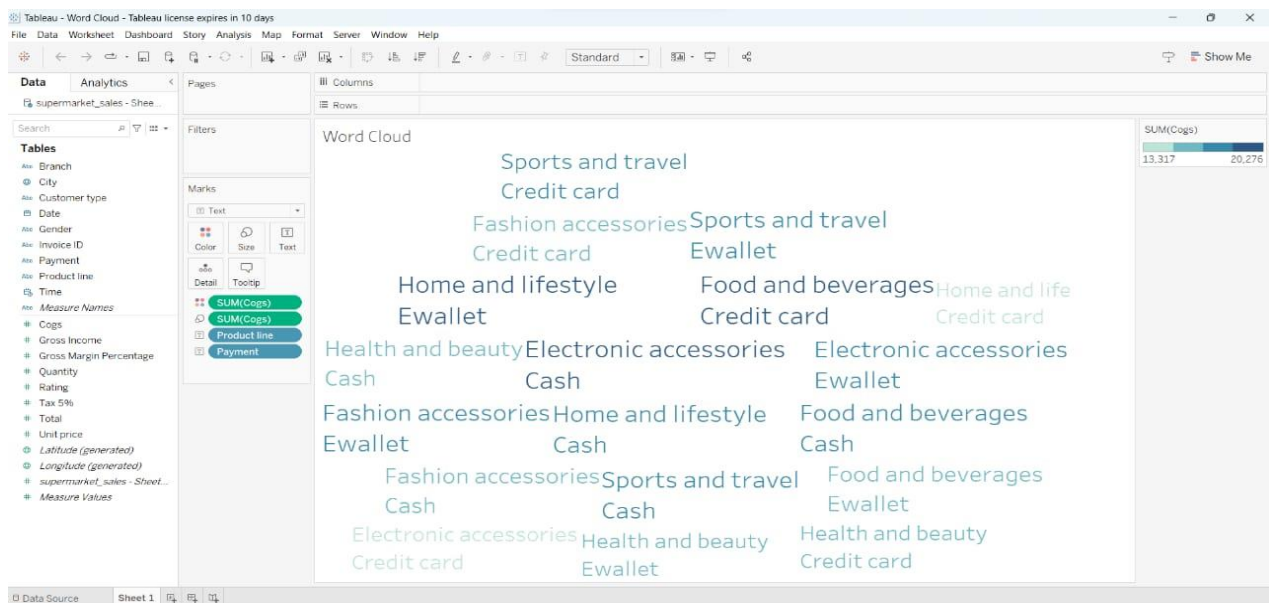 Tableau - Word Cloud - Tableau license expires in 10 days
File Data Worksheet Dashboard Story Analysis Map Format Server Window Help
Standard
Show Me
Data Analytics
supermarket_sales - Shee...
Search
Tables
Abc Branch
City
Abc Customer type
Date
Abc Gender
Abc Invoice ID
Abc Payment
Abc Product line
Time
Abc Measure Names
# Cogs
# Gross Income
# Gross Margin Percentage
# Quantity
# Rating
# Tax 5%
# Total
# Unit price
Latitude (generated)
Longitude (generated)
# supermarket_sales - Sheet...
# Measure Values
Pages
Filters
Marks
Text
Color Size Text
Detail Tooltip
SUM(Cogs)
SUM(Cogs)
Product line
Payment
Columns
Rows
Word Cloud
Sports and travel
Credit card
Fashion accessories
Credit card
Sports and travel
Ewallet
Home and lifestyle
Ewallet
Food and beverages
Credit card
Home and life
Credit card
Health and beauty
Cash
Electronic accessories
Cash
Electronic accessories
Ewallet
Fashion accessories
Ewallet
Home and lifestyle
Cash
Food and beverages
Cash
Fashion accessories
Cash
Sports and travel
Cash
Food and beverages
Ewallet
Electronic accessories
Credit card
Health and beauty
Ewallet
Health and beauty
Credit card
SUM(Cogs)
13,317 20,276
Data Source Sheet 1